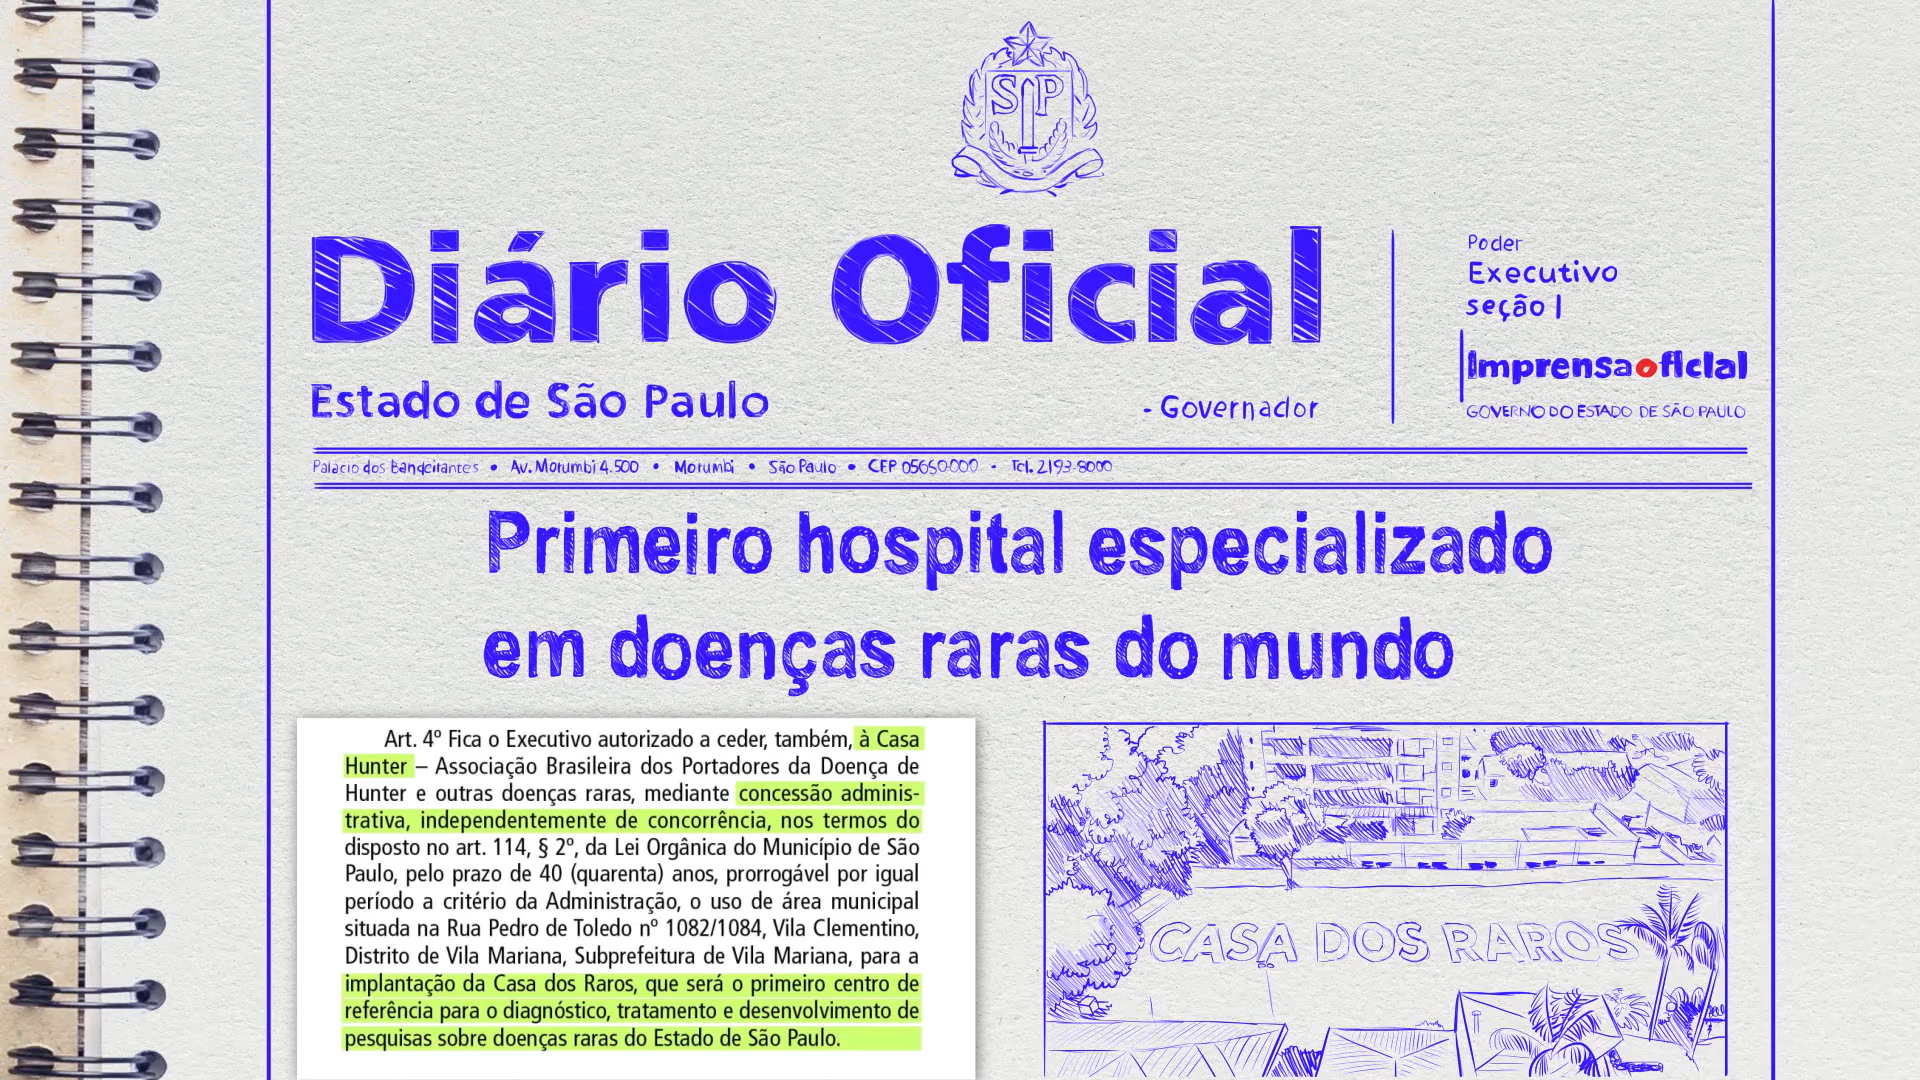 SP
Diário Oficial
Estado de São Paulo
- Governador
Poder
Executivo
seção I
Imprensaoficial
GOVERNO DO ESTADO DE SÃO PAULO
Palácio dos Bandeirantes • Av. Morumbi 4.500 • Morumbi • São Paulo • CEP 05650-000 - Tel. 2193-8000
Primeiro hospital especializado
em doenças raras do mundo
Art. 4º Fica o Executivo autorizado a ceder, também, à Casa
Hunter – Associação Brasileira dos Portadores da Doença de
Hunter e outras doenças raras, mediante concessão adminis-
trativa, independentemente de concorrência, nos termos do
disposto no art. 114, § 2º, da Lei Orgânica do Município de São
Paulo, pelo prazo de 40 (quarenta) anos, prorrogável por igual
período a critério da Administração, o uso de área municipal
situada na Rua Pedro de Toledo nº 1082/1084, Vila Clementino,
Distrito de Vila Mariana, Subprefeitura de Vila Mariana, para a
implantação da Casa dos Raros, que será o primeiro centro de
referência para o diagnóstico, tratamento e desenvolvimento de
pesquisas sobre doenças raras do Estado de São Paulo.
CASA DOS RAROS